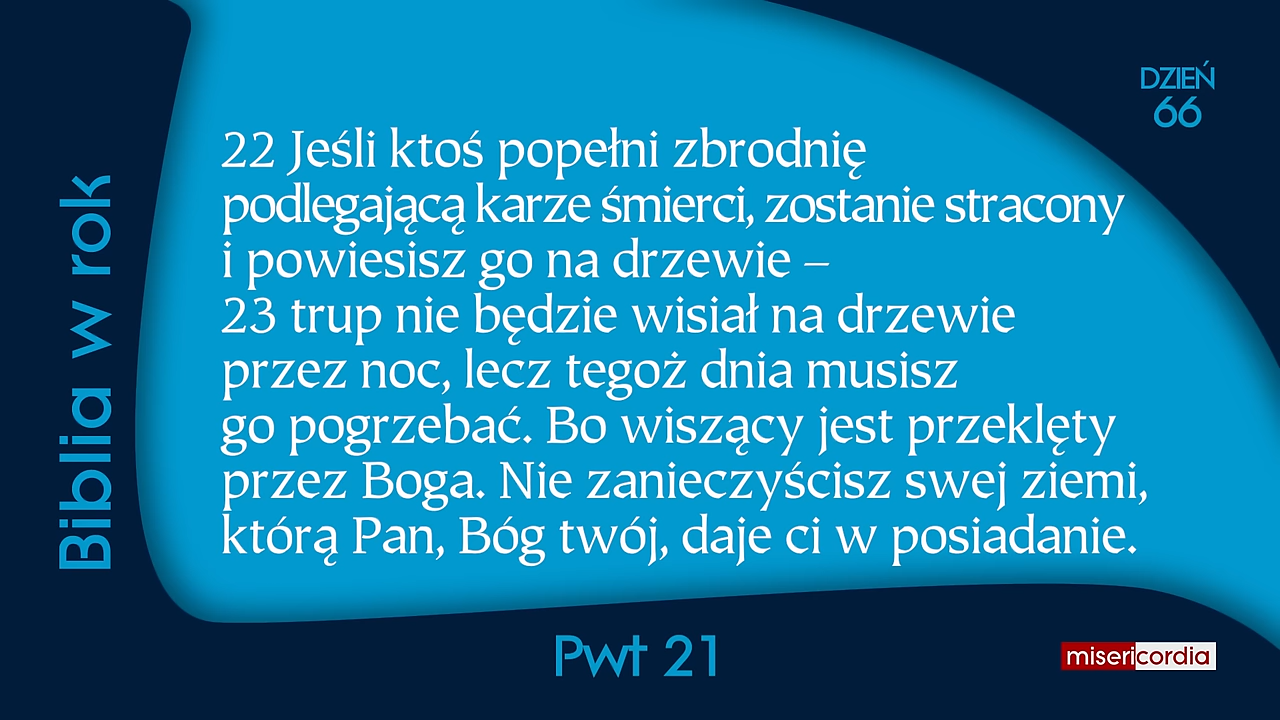 DZIEŃ
66
22 Jeśli ktoś popełni zbrodnię
podlegającą karze śmierci, zostanie stracony
i powiesisz go na drzewie –
23 trup nie będzie wisiał na drzewie
przez noc, lecz tegoż dnia musisz
go pogrzebać. Bo wiszący jest przeklęty
przez Boga. Nie zanieczyścisz swej ziemi,
którą Pan, Bóg twój, daje ci w posiadanie.
Biblia w rok
Pwt 21
misericordia